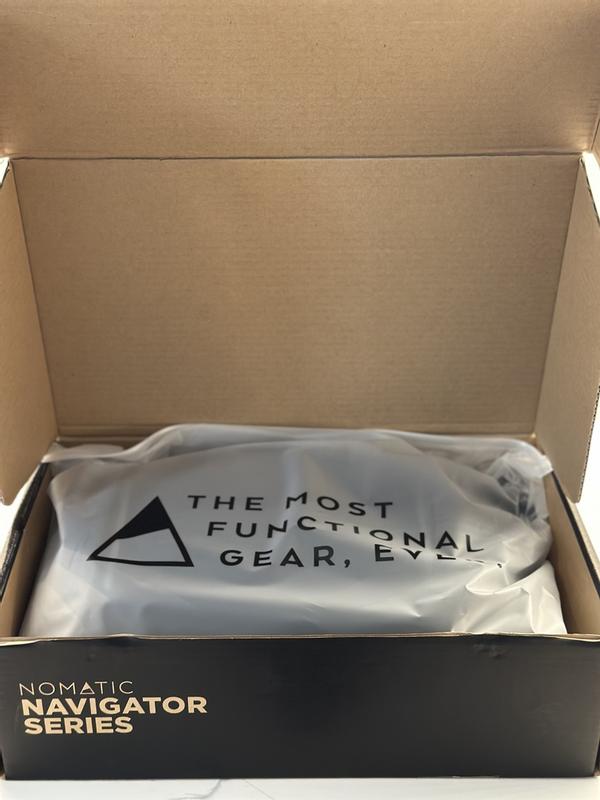 THE MOST
FUNCTIONAL
GEAR,
NOMATIC
NAVIGATOR
SERIES